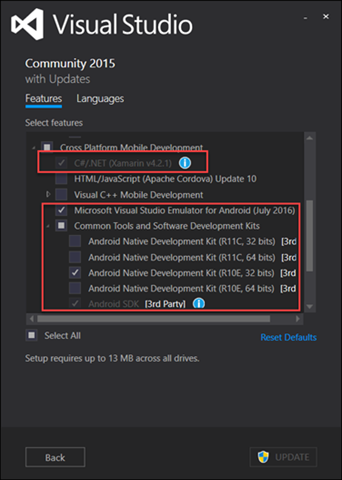 Visual Studio
Community 2015
with Updates
Features Languages
Select features
Cross Platform Mobile Development
C#/.NET (Xamarin v4.2.1)
HTML/JavaScript (Apache Cordova) Update 10
Visual C++ Mobile Development
Microsoft Visual Studio Emulator for Android (July 2016)
Common Tools and Software Development Kits
Android Native Development Kit (R11C, 32 bits) [3rd
Android Native Development Kit (R11C, 64 bits) [3rd
Android Native Development Kit (R10E, 32 bits) [3rd
Android Native Development Kit (R10E, 64 bits) [3rd
Android SDK [3rd Party]
Select All Reset Defaults
Setup requires up to 13 MB across all drives.
Back UPDATE